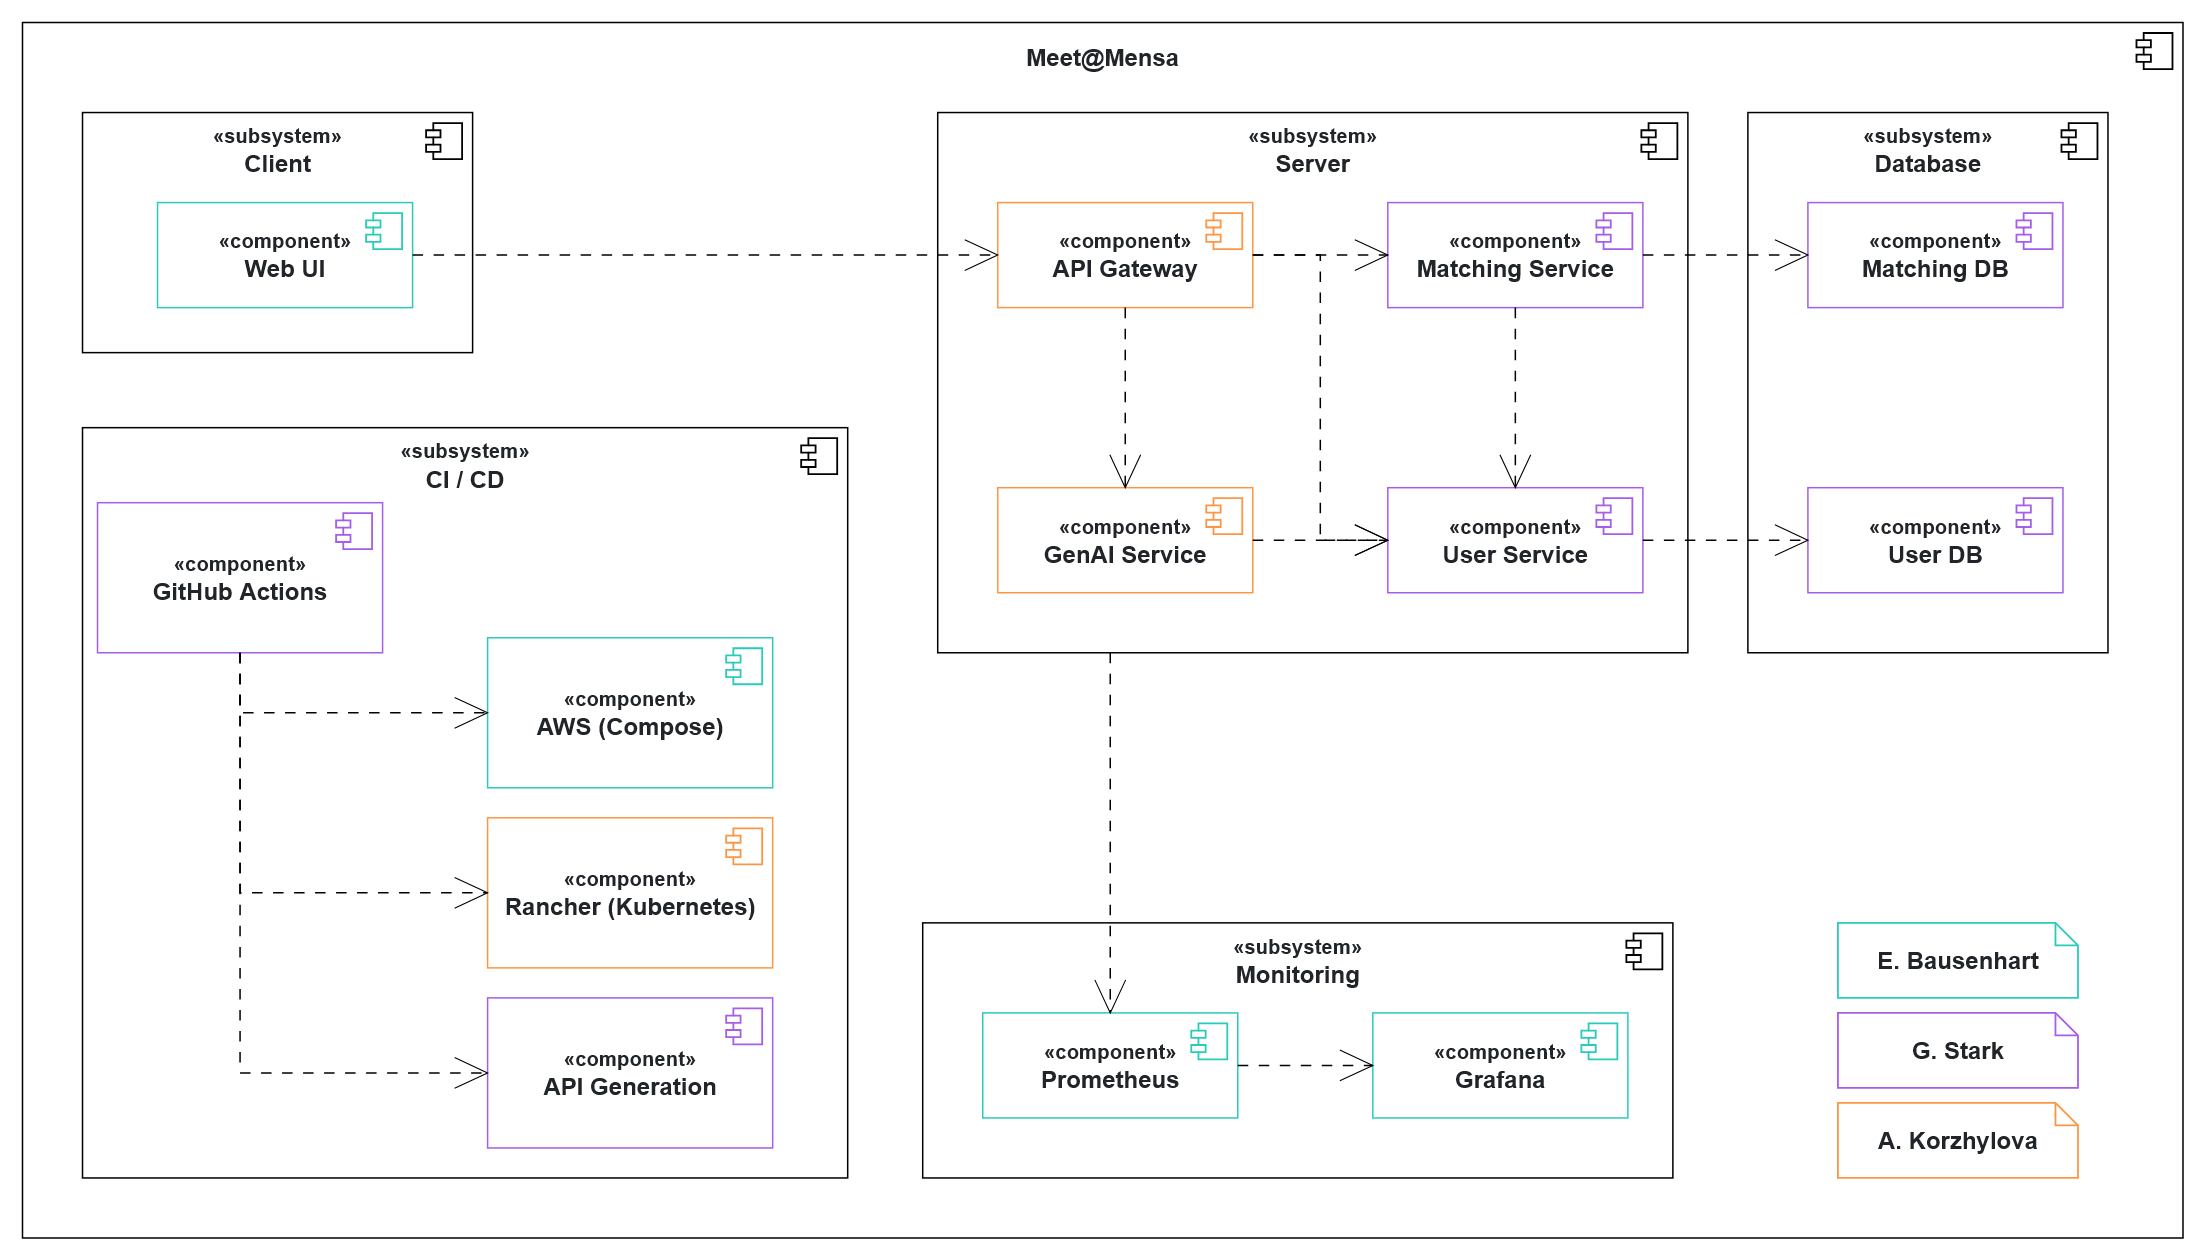 Meet@Mensa
«subsystem»
Client
«component»
Web UI
«subsystem»
Server
«component»
API Gateway
«component»
Matching Service
«component»
GenAI Service
«component»
User Service
«subsystem»
Database
«component»
Matching DB
«component»
User DB
«subsystem»
CI / CD
«component»
GitHub Actions
«component»
AWS (Compose)
«component»
Rancher (Kubernetes)
«component»
API Generation
«subsystem»
Monitoring
«component»
Prometheus
«component»
Grafana
E. Bausenhart
G. Stark
A. Korzhylova